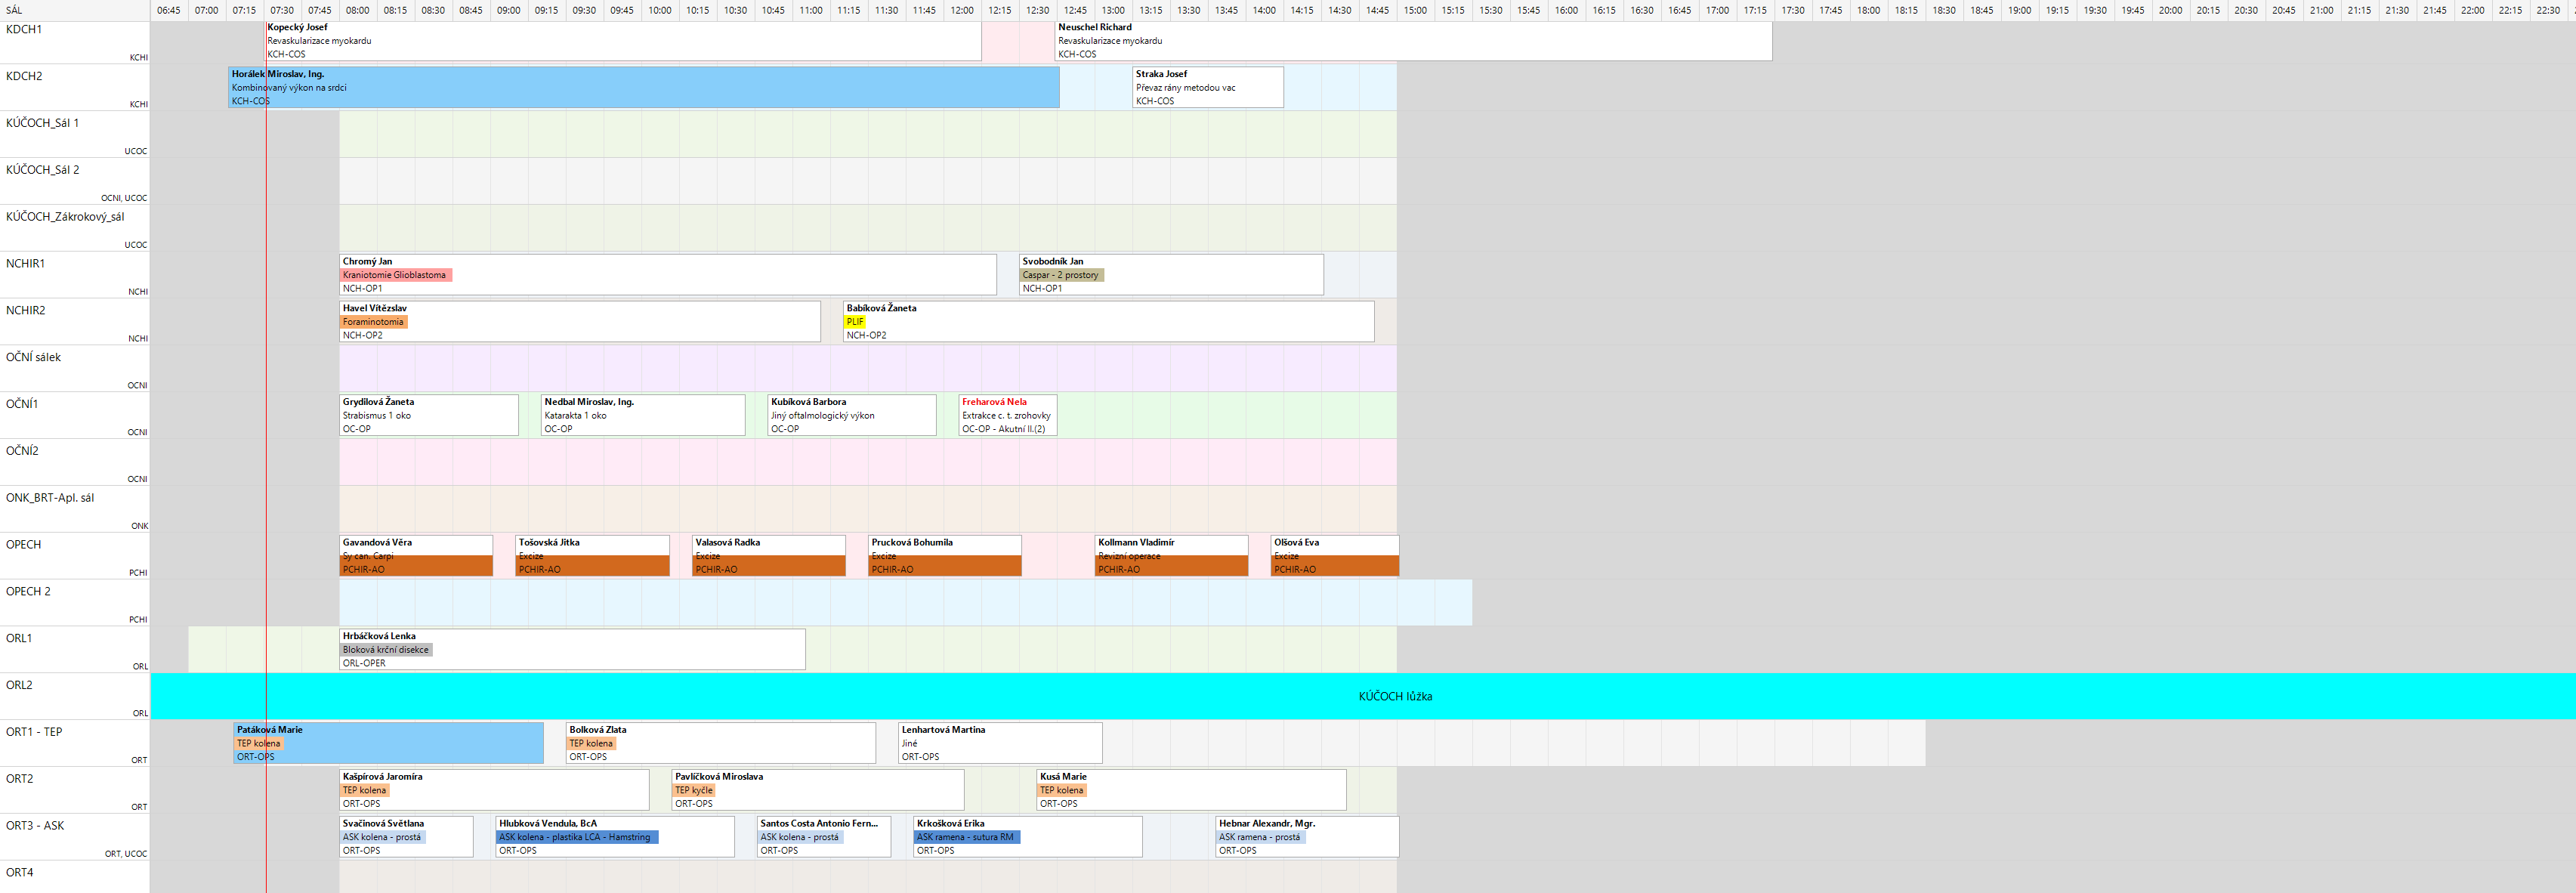 SÁL 06:45 07:00 07:15 07:30 07:45 08:00 08:15 08:30 08:45 09:00 09:15 09:30 09:45 10:00 10:15 10:30 10:45 11:00 11:15 11:30 11:45 12:00 12:15 12:30 12:45 13:00 13:15 13:30 13:45 14:00 14:15 14:30 14:45 15:00 15:15 15:30 15:45 16:00 16:15 16:30 16:45 17:00 17:15 17:30 17:45 18:00 18:15 18:30 18:45 19:00 19:15 19:30 19:45 20:00 20:15 20:30 20:45 21:00 21:15 21:30 21:45 22:00 22:15 22:30
KDCH1 Kopecký Josef Neuschel Richard
Revaskularizace myokardu Revaskularizace myokardu
KCHI KCH-COS KCH-COS
KDCH2 Horálek Miroslav, Ing. Straka Josef
Kombinovaný výkon na srdci Převaz rány metodou vac
KCHI KCH-COS KCH-COS
KÚČOCH_Sál 1
UCOC
KÚČOCH_Sál 2
OCNI, UCOC
KÚČOCH_Zákrokový_sál
UCOC
NCHIR1 Chromý Jan Svobodník Jan
Kraniotomie Glioblastoma Caspar - 2 prostory
NCHI NCH-OP1 NCH-OP1
NCHIR2 Havel Vítězslav Babíková Žaneta
Foraminotomia PLIF
NCHI NCH-OP2 NCH-OP2
OČNÍ sálek
OCNI
OČNÍ1 Grydilová Žaneta Nedbal Miroslav, Ing. Kubíková Barbora Freharová Nela
Strabismus 1 oko Katarakta 1 oko Jiný oftalmologický výkon Extrakce c. t. zrohovky
OCNI OC-OP OC-OP OC-OP OC-OP - Akutní II.(2)
OČNÍ2
OCNI
ONK_BRT-Apl. sál
ONK
OPECH Gavandová Věra Tošovská Jitka Valasová Radka Prucková Bohumila Kollmann Vladimír Olšová Eva
Sy can. Carpi Excize Excize Excize Revizní operace Excize
PCHI PCHIR-AO PCHIR-AO PCHIR-AO PCHIR-AO PCHIR-AO PCHIR-AO
OPECH 2
PCHI
ORL1 Hrbáčková Lenka
Bloková krční disekce
ORL ORL-OPER
ORL2
KÚČOCH lůžka
ORL
ORT1 - TEP Patáková Marie Bolková Zlata Lenhartová Martina
TEP kolena TEP kolena Jiné
ORT ORT-OPS ORT-OPS ORT-OPS
ORT2 Kašpírová Jaromíra Pavlíčková Miroslava Kusá Marie
TEP kolena TEP kyčle TEP kolena
ORT ORT-OPS ORT-OPS ORT-OPS
ORT3 - ASK Svačinová Světlana Hlubková Vendula, BcA Santos Costa Antonio Fern... Krkošková Erika Hebnar Alexandr, Mgr.
ASK kolena - prostá ASK kolena - plastika LCA - Hamstring ASK kolena - prostá ASK ramena - sutura RM ASK ramena - prostá
ORT, UCOC ORT-OPS ORT-OPS ORT-OPS ORT-OPS ORT-OPS
ORT4